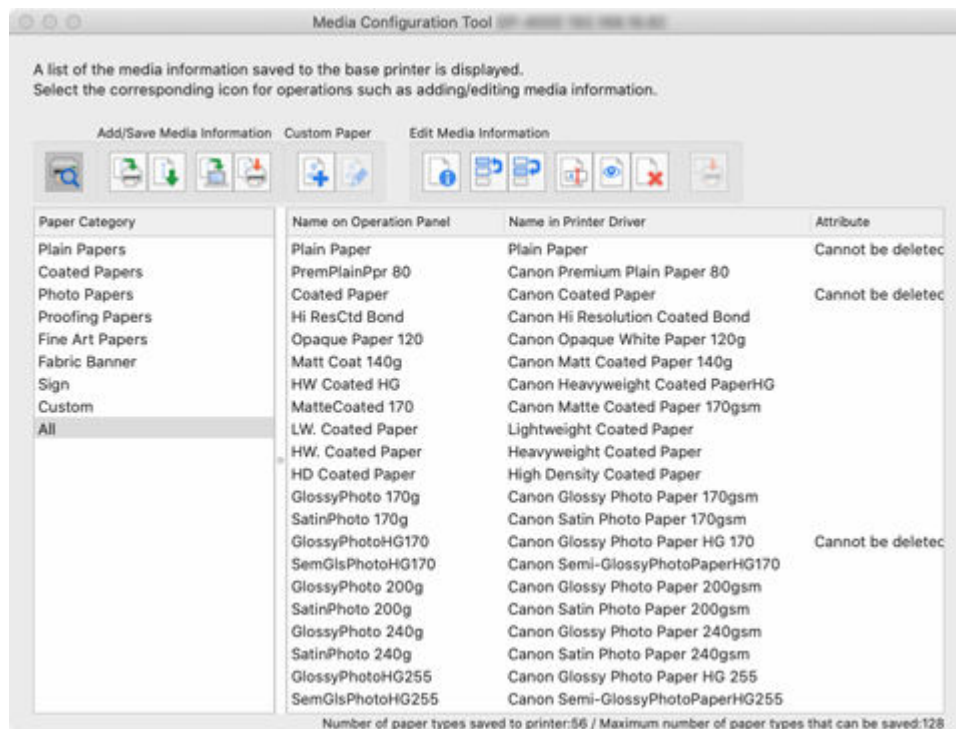 Media Configuration Tool
A list of the media information saved to the base printer is displayed.
Select the corresponding icon for operations such as adding/editing media information.
Add/Save Media Information Custom Paper Edit Media Information
Paper Category Name on Operation Panel Name in Printer Driver Attribute
Plain Papers Plain Paper Plain Paper Cannot be deleted
Coated Papers PremPlainPpr 80 Canon Premium Plain Paper 80
Photo Papers Coated Paper Canon Coated Paper Cannot be deleted
Proofing Papers Hi ResCtd Bond Canon Hi Resolution Coated Bond
Fine Art Papers Opaque Paper 120 Canon Opaque White Paper 120g
Fabric Banner Matt Coat 140g Canon Matt Coated Paper 140g
Sign HW Coated HG Canon Heavyweight Coated PaperHG
Custom MatteCoated 170 Canon Matte Coated Paper 170gsm
All LW. Coated Paper Lightweight Coated Paper
HW. Coated Paper Heavyweight Coated Paper
HD Coated Paper High Density Coated Paper
GlossyPhoto 170g Canon Glossy Photo Paper 170gsm
SatinPhoto 170g Canon Satin Photo Paper 170gsm
GlossyPhotoHG170 Canon Glossy Photo Paper HG 170 Cannot be deleted
SemGlsPhotoHG170 Canon Semi-GlossyPhotoPaperHG170
GlossyPhoto 200g Canon Glossy Photo Paper 200gsm
SatinPhoto 200g Canon Satin Photo Paper 200gsm
GlossyPhoto 240g Canon Glossy Photo Paper 240gsm
SatinPhoto 240g Canon Satin Photo Paper 240gsm
GlossyPhotoHG255 Canon Glossy Photo Paper HG 255
SemGlsPhotoHG255 Canon Semi-GlossyPhotoPaperHG255
Number of paper types saved to printer:56 / Maximum number of paper types that can be saved:128